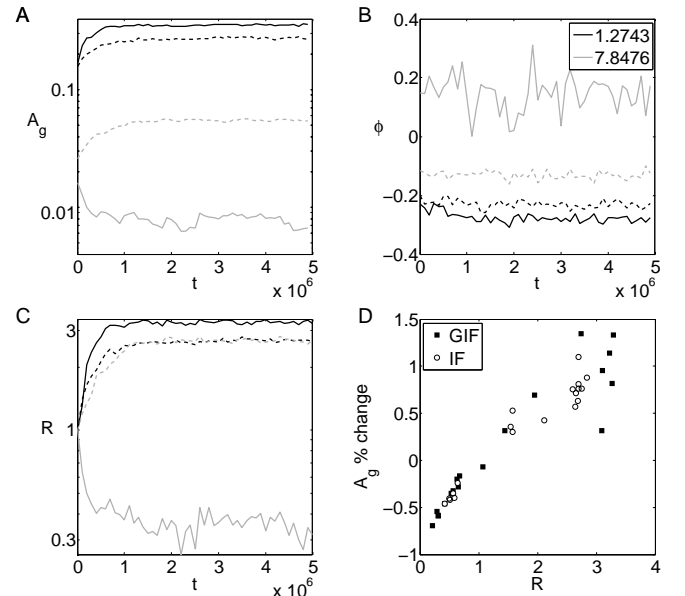 A
0.1
A_g
0.01
0 1 2 3 4 5
t
x 10^6
B
0.4
0.2
0
−0.2
−0.4
ϕ
1.2743
7.8476
0 1 2 3 4 5
t
x 10^6
C
3
R
1
0.3
0 1 2 3 4 5
t
x 10^6
D
1.5
1
0.5
0
−0.5
−1
A_g % change
GIF
IF
0 1 2 3 4
R